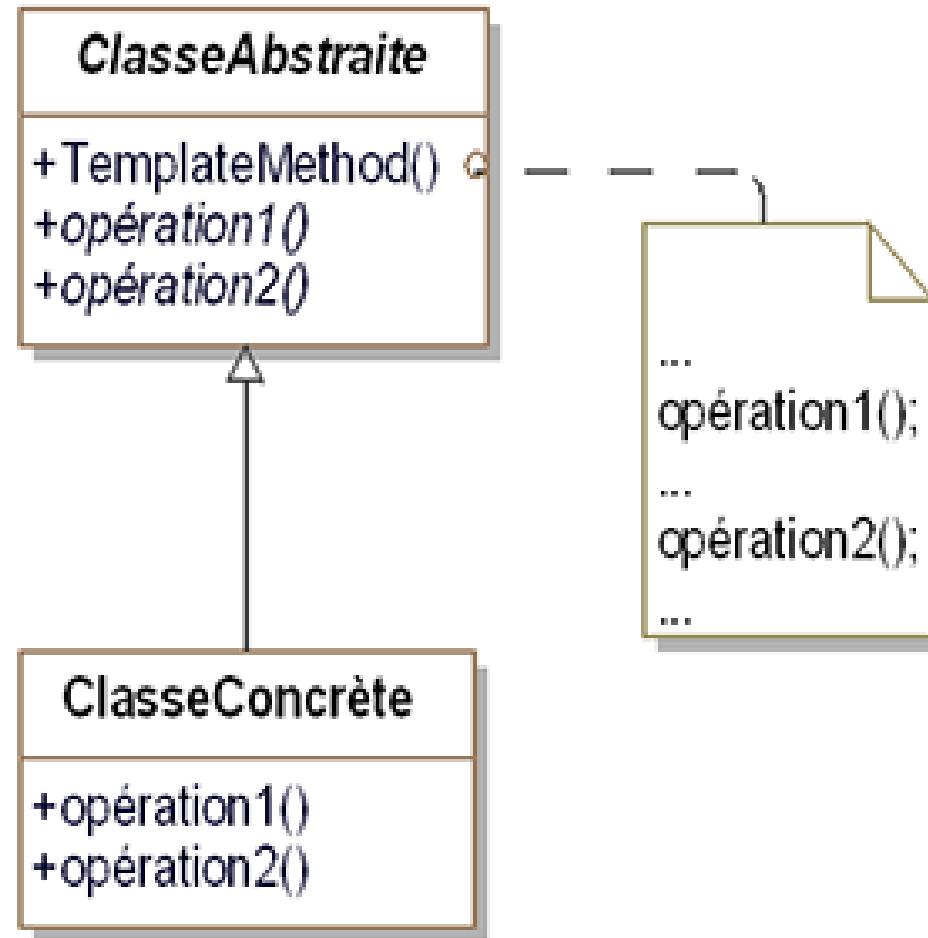 ClasseAbstraite
+TemplateMethod()
+opération1()
+opération2()
...
opération1();
...
opération2();
...
ClasseConcrète
+opération1()
+opération2()